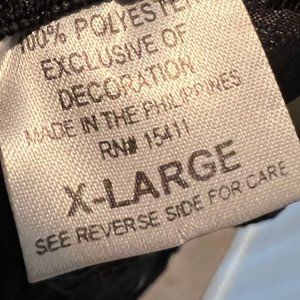 100% POLYESTER
EXCLUSIVE OF
DECORATION
MADE IN THE PHILIPPINES
RN# 15411
X-LARGE
SEE REVERSE SIDE FOR CARE